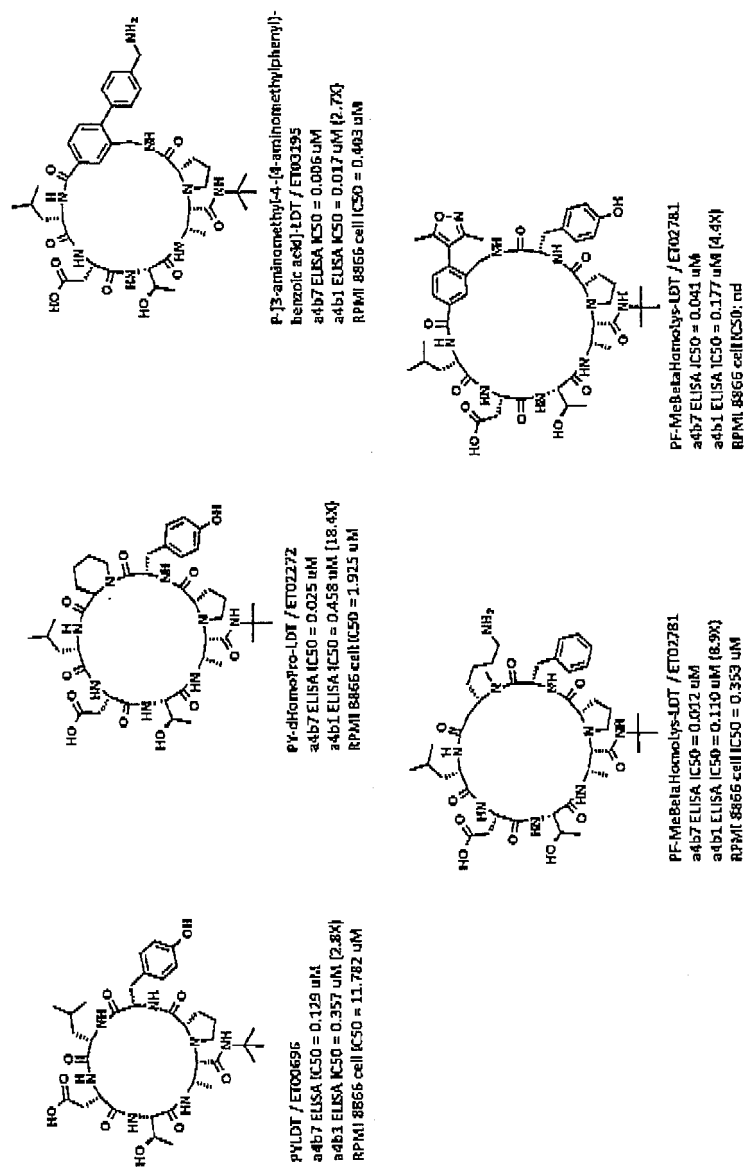 PYLDT / ET00696
a4b7 ELISA IC50 = 0.129 uM
a4b1 ELISA IC50 = 0.357 uM (2.8X)
RPMI 8866 cell IC50 = 11.782 uM
PY-dHomoPro-LDT / ET02272
a4b7 ELISA IC50 = 0.025 uM
a4b1 ELISA IC50 = 0.458 uM (18.4X)
RPMI 8866 cell IC50 = 1.925 uM
P-[3-aminomethyl-4-(4-aminomethylphenyl)-
benzoic acid]-LDT / ET03195
a4b7 ELISA IC50 = 0.006 uM
a4b1 ELISA IC50 = 0.017 uM (2.7X)
RPMI 8866 cell IC50 = 0.403 uM
PF-MeBetaHomoLys-LDT / ET02781
a4b7 ELISA IC50 = 0.012 uM
a4b1 ELISA IC50 = 0.110 uM (8.9X)
RPMI 8866 cell IC50 = 0.353 uM
PF-MeBetaHomoLys-LDT / ET02781
a4b7 ELISA IC50 = 0.041 uM
a4b1 ELISA IC50 = 0.177 uM (4.4X)
RPMI 8866 cell IC50: nd